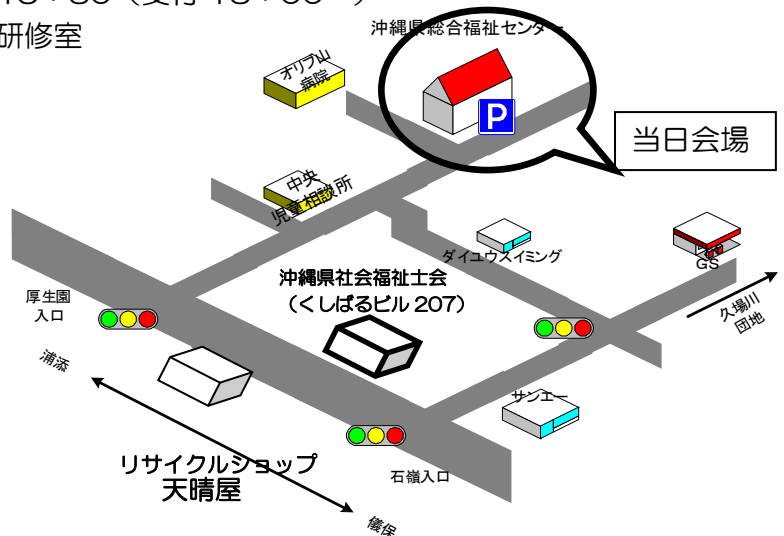 研修室
沖縄県総合福祉センター
オリブ山
病院
P
当日会場
中央
児童相談所
ダイユウスイミング
GS
沖縄県社会福祉士会
(くしばるビル 207)
厚生園
入口
久場川
団地
浦添
サンエー
リサイクルショップ
天晴屋
石嶺入口
儀保